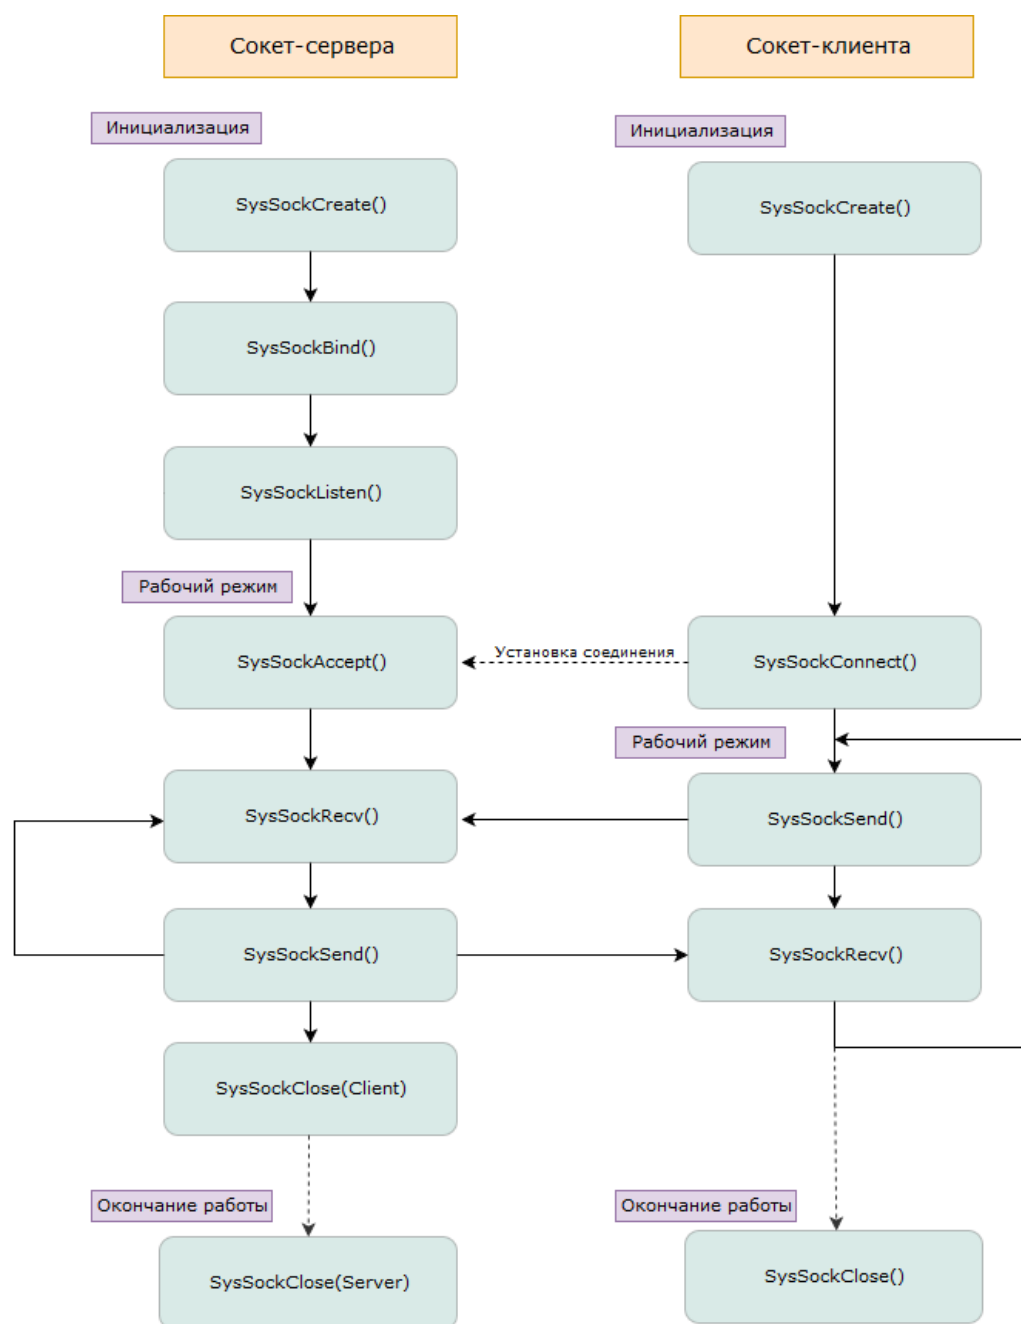 Сокет-сервера
Сокет-клиента
Инициализация
Инициализация
SysSockCreate()
SysSockCreate()
SysSockBind()
SysSockListen()
Рабочий режим
SysSockAccept()
Установка соединения
SysSockConnect()
Рабочий режим
SysSockRecv()
SysSockSend()
SysSockSend()
SysSockRecv()
SysSockClose(Client)
Окончание работы
Окончание работы
SysSockClose(Server)
SysSockClose()